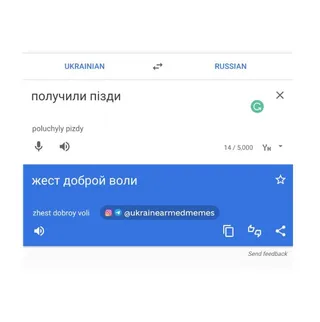 UKRAINIAN RUSSIAN
получили пізди
poluchyly pizdy
14 / 5,000
жест доброй воли
zhest dobroy voli @ukrainearmedmemes
Send feedback